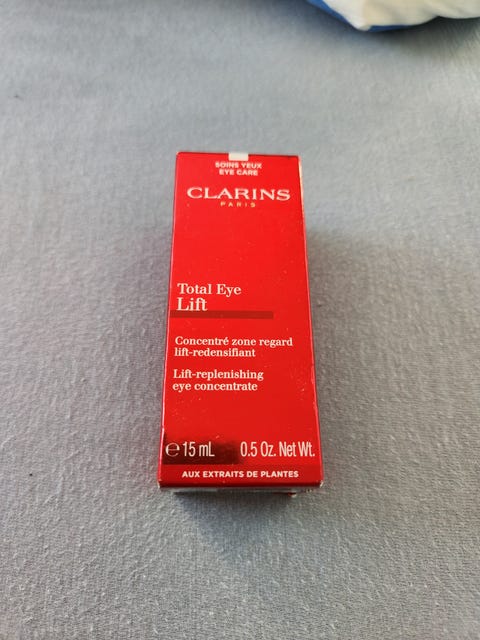 SOINS YEUX
EYE CARE
CLARINS
PARIS
Total Eye
Lift
Concentré zone regard
lift-redensifiant
Lift-replenishing
eye concentrate
℮ 15 mL 0.5 Oz. Net Wt.
AUX EXTRAITS DE PLANTES